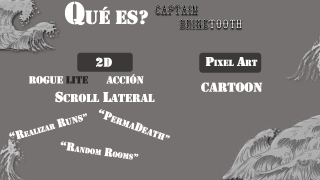 Qué es?
CAPTAIN
BRINETOOTH
2D
Pixel Art
ROGUE LITE
ACCIÓN
CARTOON
Scroll Lateral
“Realizar Runs”
“PermaDeath”
“Random Rooms”